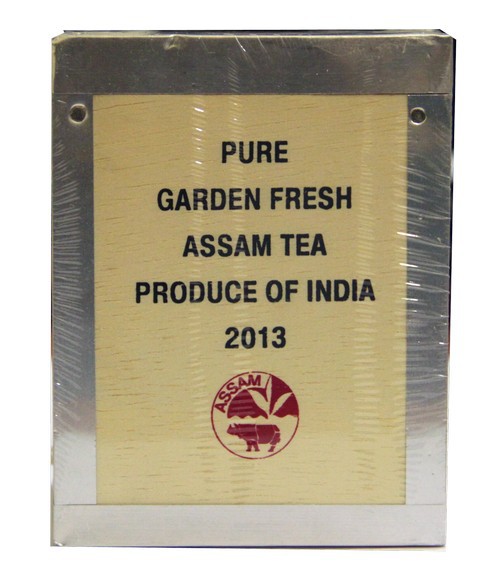 PURE
GARDEN FRESH
ASSAM TEA
PRODUCE OF INDIA
2013
ASSAM